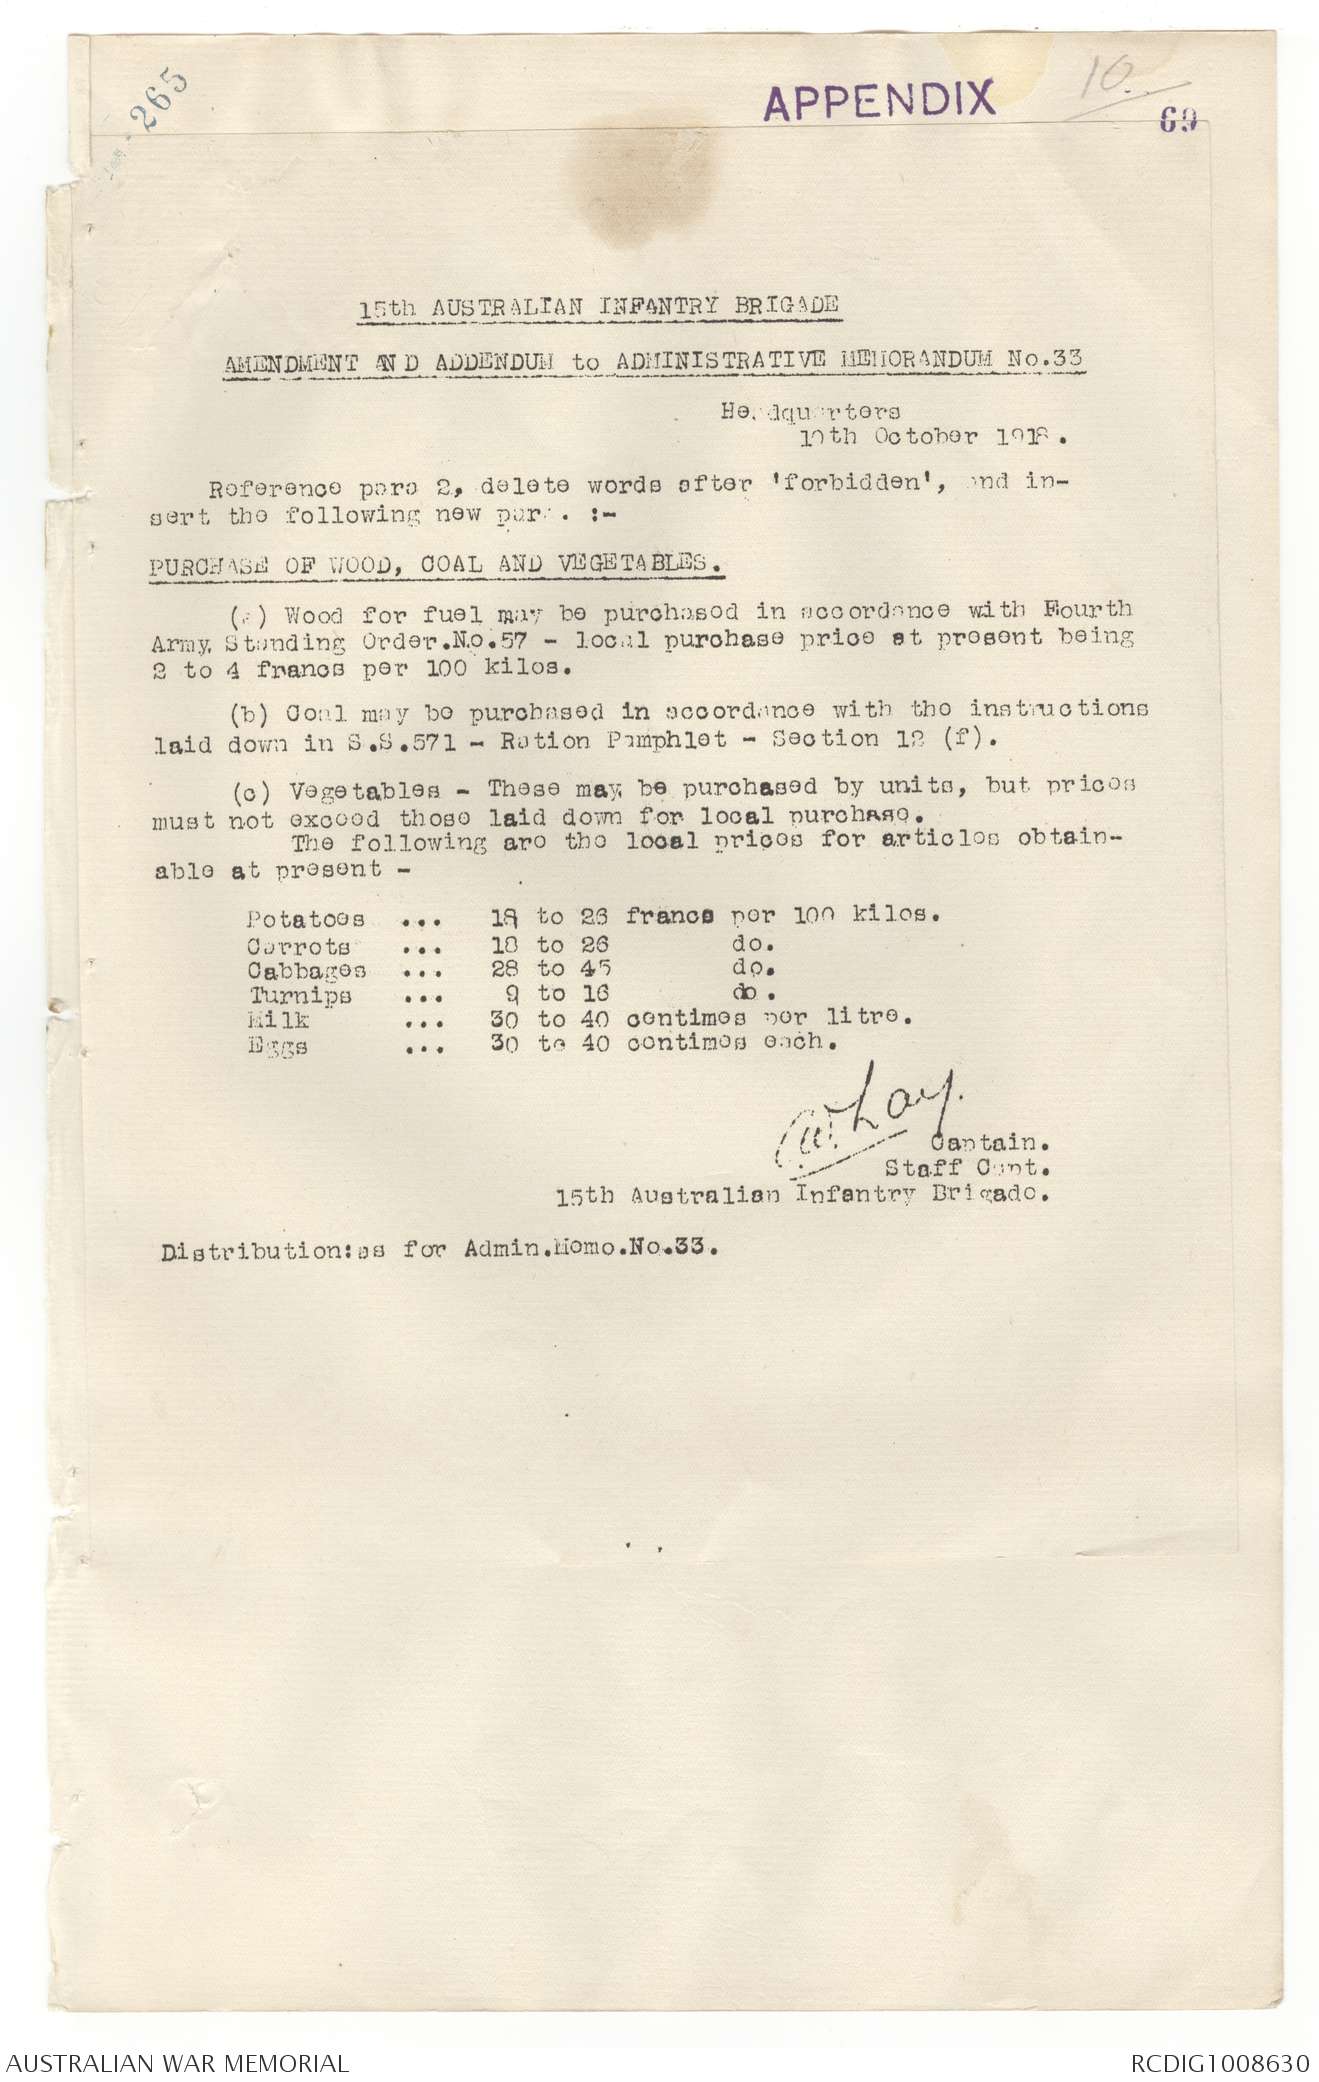 265
APPENDIX
10.
69
15th AUSTRALIAN INFANTRY BRIGADE
AMENDMENT AND ADDENDUM to ADMINISTRATIVE MEMORANDUM No.33
Headquarters
10th October 1918.
Reference para 2, delete words after 'forbidden', and in-
sert the following new para. :-
PURCHASE OF WOOD, COAL AND VEGETABLES.
(a) Wood for fuel may be purchased in accordance with Fourth
Army. Standing Order.No.57 - local purchase price at present being
2 to 4 francs per 100 kilos.
(b) Coal may be purchased in accordance with the instructions
laid down in S.S.571 - Ration Pamphlet - Section 12 (f).
(c) Vegetables - These may be purchased by units, but prices
must not exceed those laid down for local purchase.
The following are the local prices for articles obtain-
able at present -
Potatoes ... to 26 francs per 100 kilos.
Carrots ... 18 to 26 do.
Cabbages ... 28 to 45 do.
Turnips ... 9 to 16 do.
Milk ... 30 to 40 centimes per litre.
Eggs ... 30 to 40 centimes each.
Lay.
Captain.
Staff Capt.
15th Australian Infantry Brigade.
Distribution:as for Admin.Memo.No.33.
AUSTRALIAN WAR MEMORIAL
RCDIG1008630